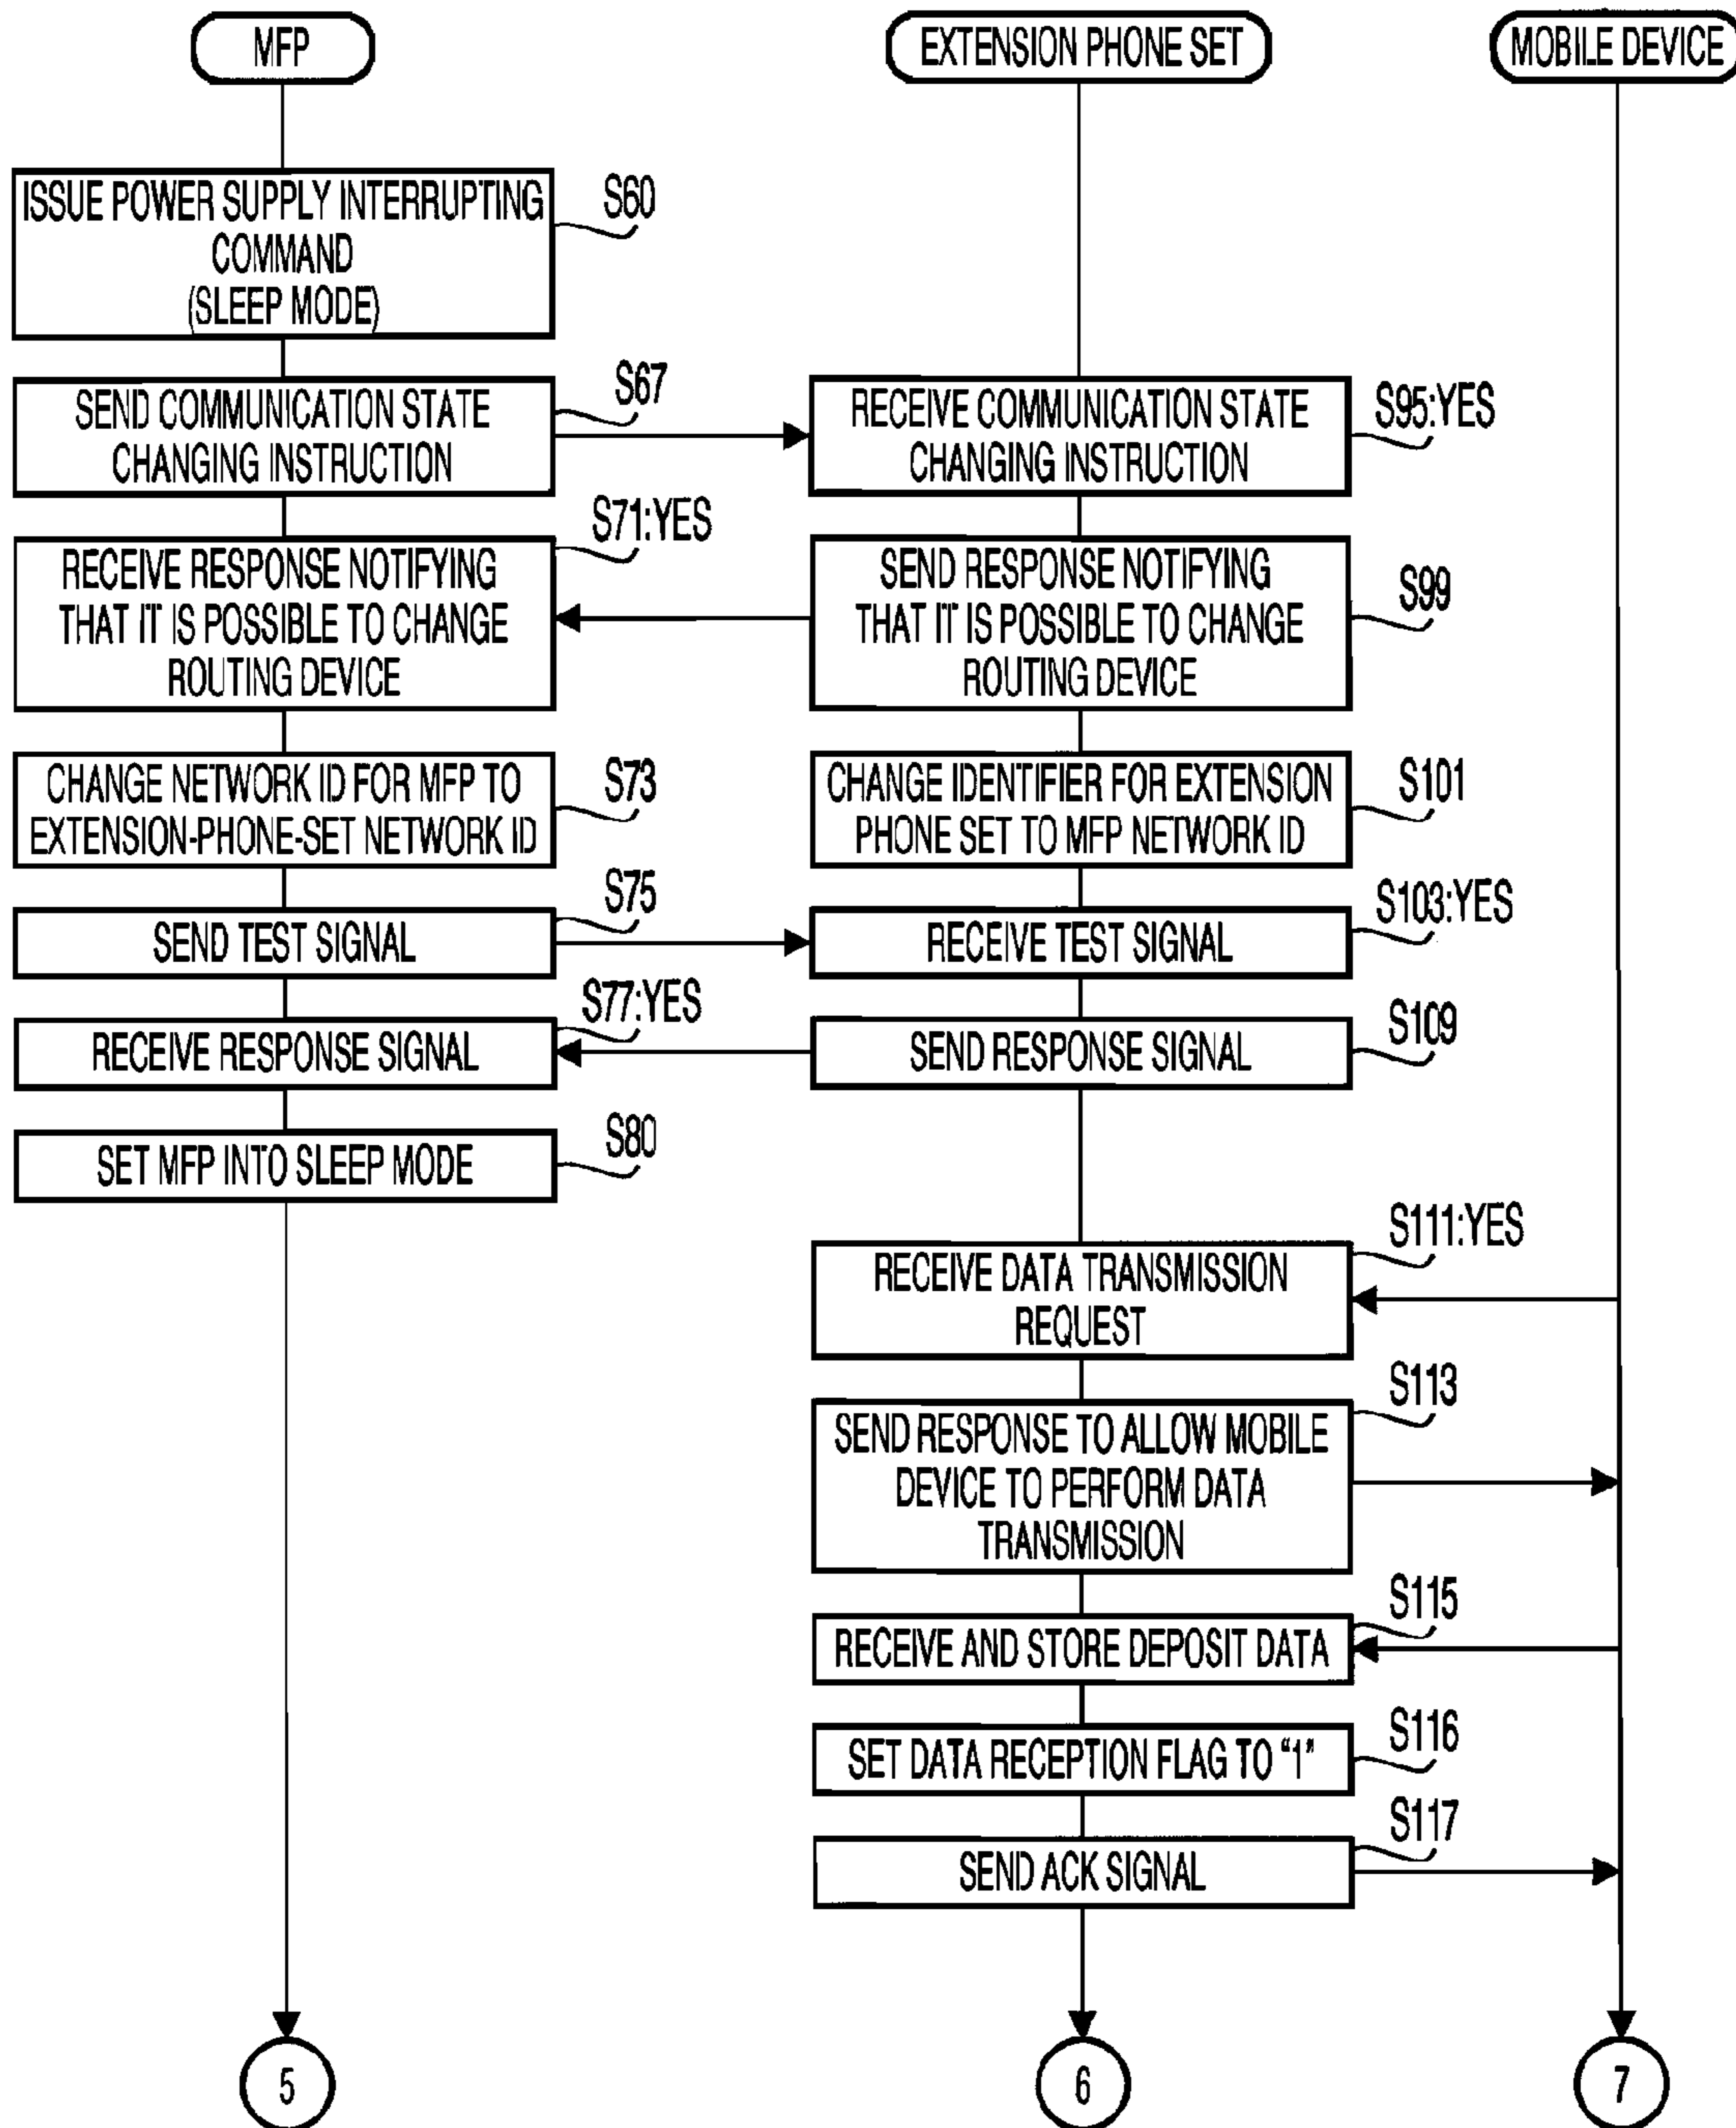 MFP
EXTENSION PHONE SET
MOBILE DEVICE
ISSUE POWER SUPPLY INTERRUPTING
COMMAND
(SLEEP MODE)
S60
SEND COMMUNICATION STATE
CHANGING INSTRUCTION
S67
RECEIVE COMMUNICATION STATE
CHANGING INSTRUCTION
S95:YES
RECEIVE RESPONSE NOTIFYING
THAT IT IS POSSIBLE TO CHANGE
ROUTING DEVICE
S71:YES
SEND RESPONSE NOTIFYING
THAT IT IS POSSIBLE TO CHANGE
ROUTING DEVICE
S99
CHANGE NETWORK ID FOR MFP TO
EXTENSION-PHONE-SET NETWORK ID
S73
CHANGE IDENTIFIER FOR EXTENSION
PHONE SET TO MFP NETWORK ID
S101
SEND TEST SIGNAL
S75
RECEIVE TEST SIGNAL
S103:YES
RECEIVE RESPONSE SIGNAL
S77:YES
SEND RESPONSE SIGNAL
S109
SET MFP INTO SLEEP MODE
S80
RECEIVE DATA TRANSMISSION
REQUEST
S111:YES
SEND RESPONSE TO ALLOW MOBILE
DEVICE TO PERFORM DATA
TRANSMISSION
S113
RECEIVE AND STORE DEPOSIT DATA
S115
SET DATA RECEPTION FLAG TO “1”
S116
SEND ACK SIGNAL
S117
5
6
7